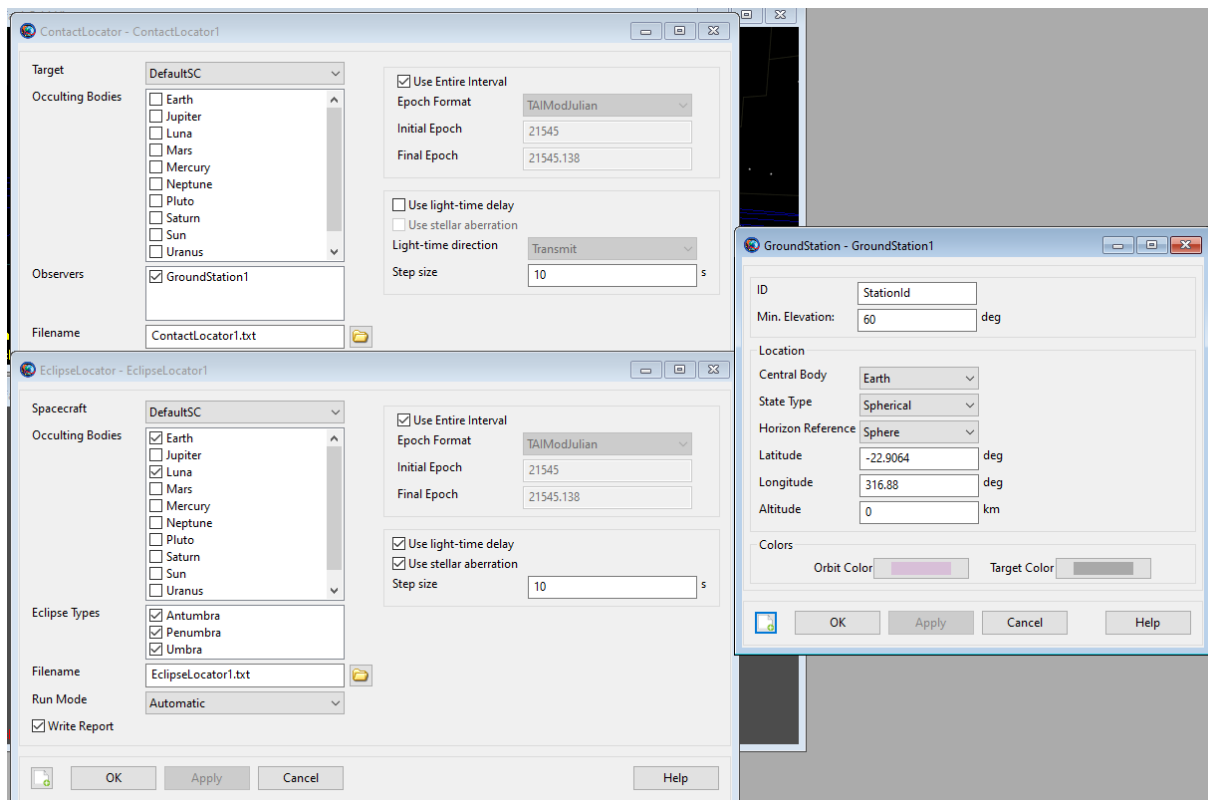 ContactLocator - ContactLocator1
Target DefaultSC
Occulting Bodies
Earth
Jupiter
Luna
Mars
Mercury
Neptune
Pluto
Saturn
Sun
Uranus
Observers GroundStation1
Filename ContactLocator1.txt
Use Entire Interval
Epoch Format TAIModJulian
Initial Epoch 21545
Final Epoch 21545.138
Use light-time delay
Use stellar aberration
Light-time direction Transmit
Step size 10 s
EclipseLocator - EclipseLocator1
Spacecraft DefaultSC
Occulting Bodies
Earth
Jupiter
Luna
Mars
Mercury
Neptune
Pluto
Saturn
Sun
Uranus
Eclipse Types
Antumbra
Penumbra
Umbra
Filename EclipseLocator1.txt
Run Mode Automatic
Write Report
Use Entire Interval
Epoch Format TAIModJulian
Initial Epoch 21545
Final Epoch 21545.138
Use light-time delay
Use stellar aberration
Step size 10 s
OK Apply Cancel Help
GroundStation - GroundStation1
ID StationId
Min. Elevation: 60 deg
Location
Central Body Earth
State Type Spherical
Horizon Reference Sphere
Latitude -22.9064 deg
Longitude 316.88 deg
Altitude 0 km
Colors
Orbit Color Target Color
OK Apply Cancel Help